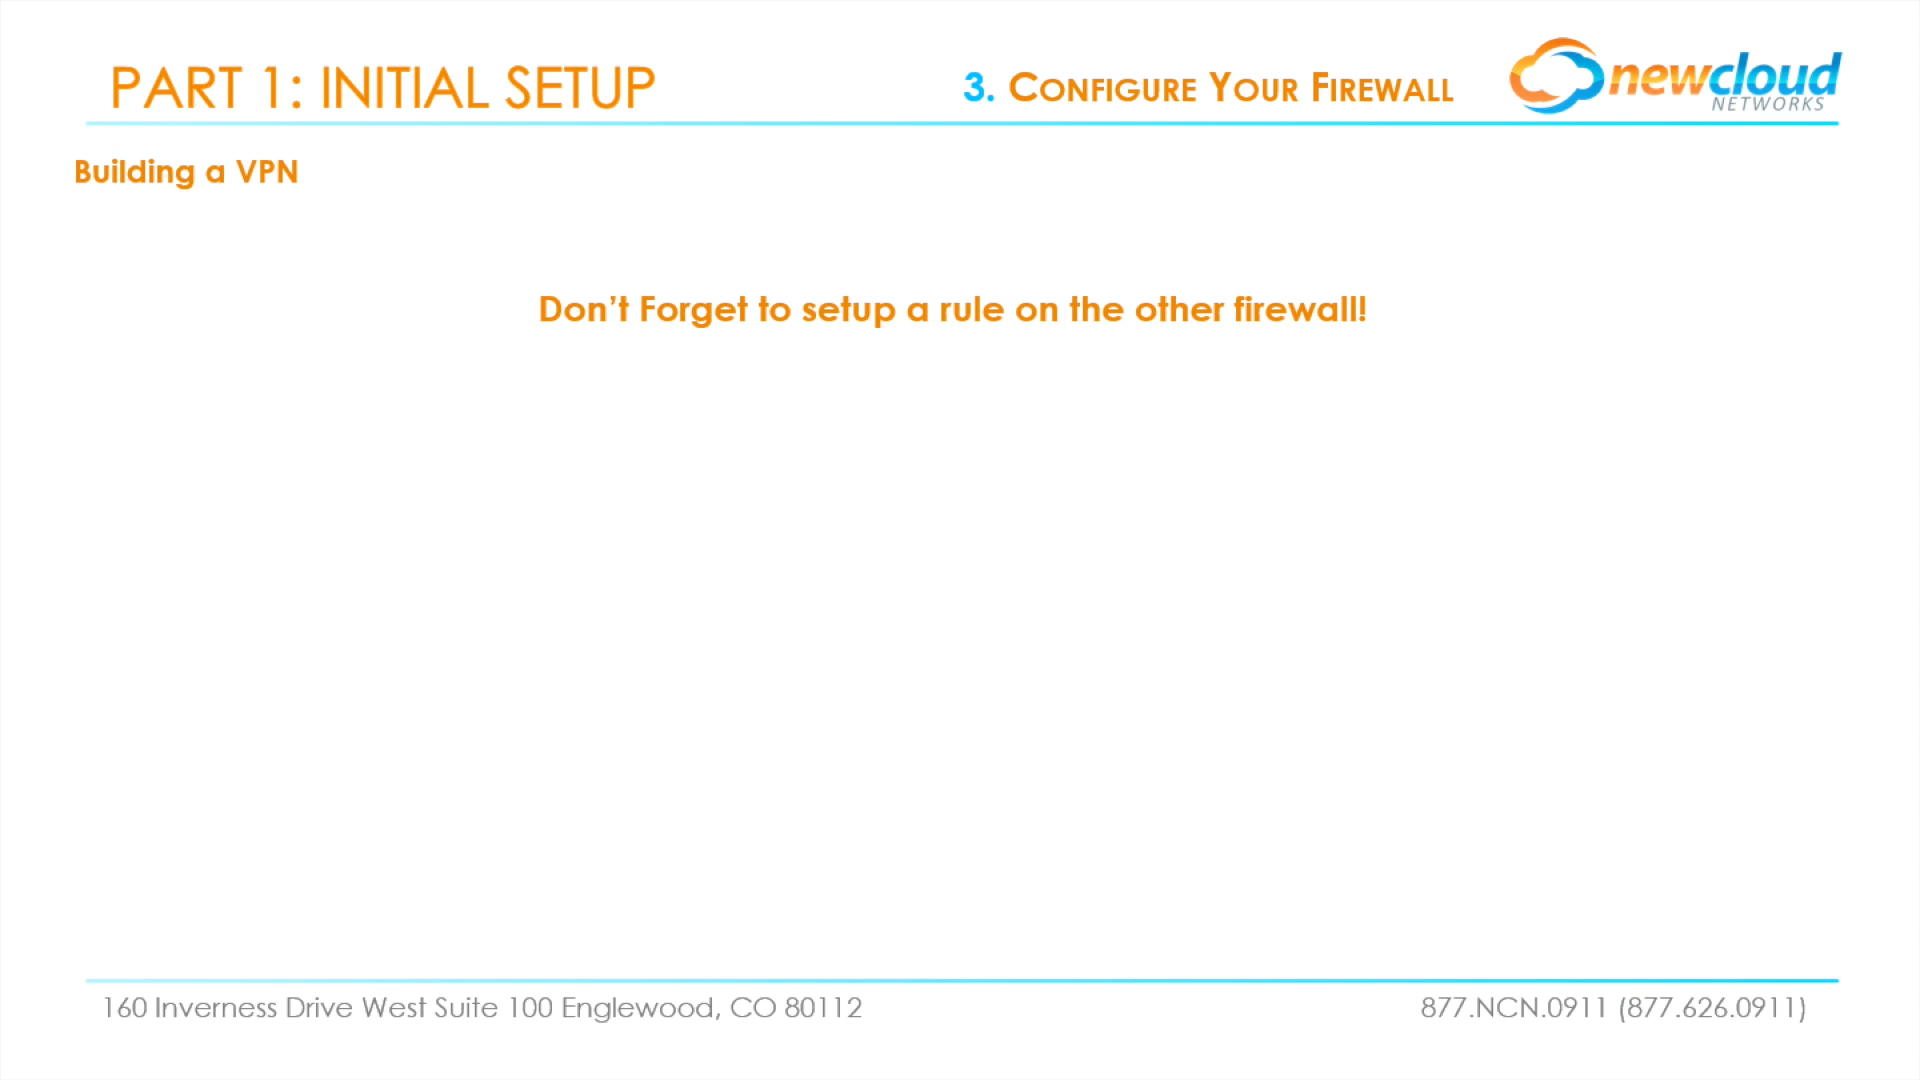 PART 1: INITIAL SETUP
3. CONFIGURE YOUR FIREWALL
newcloud
NETWORKS
Building a VPN
Don’t Forget to setup a rule on the other firewall!
160 Inverness Drive West Suite 100 Englewood, CO 80112
877.NCN.0911 (877.626.0911)